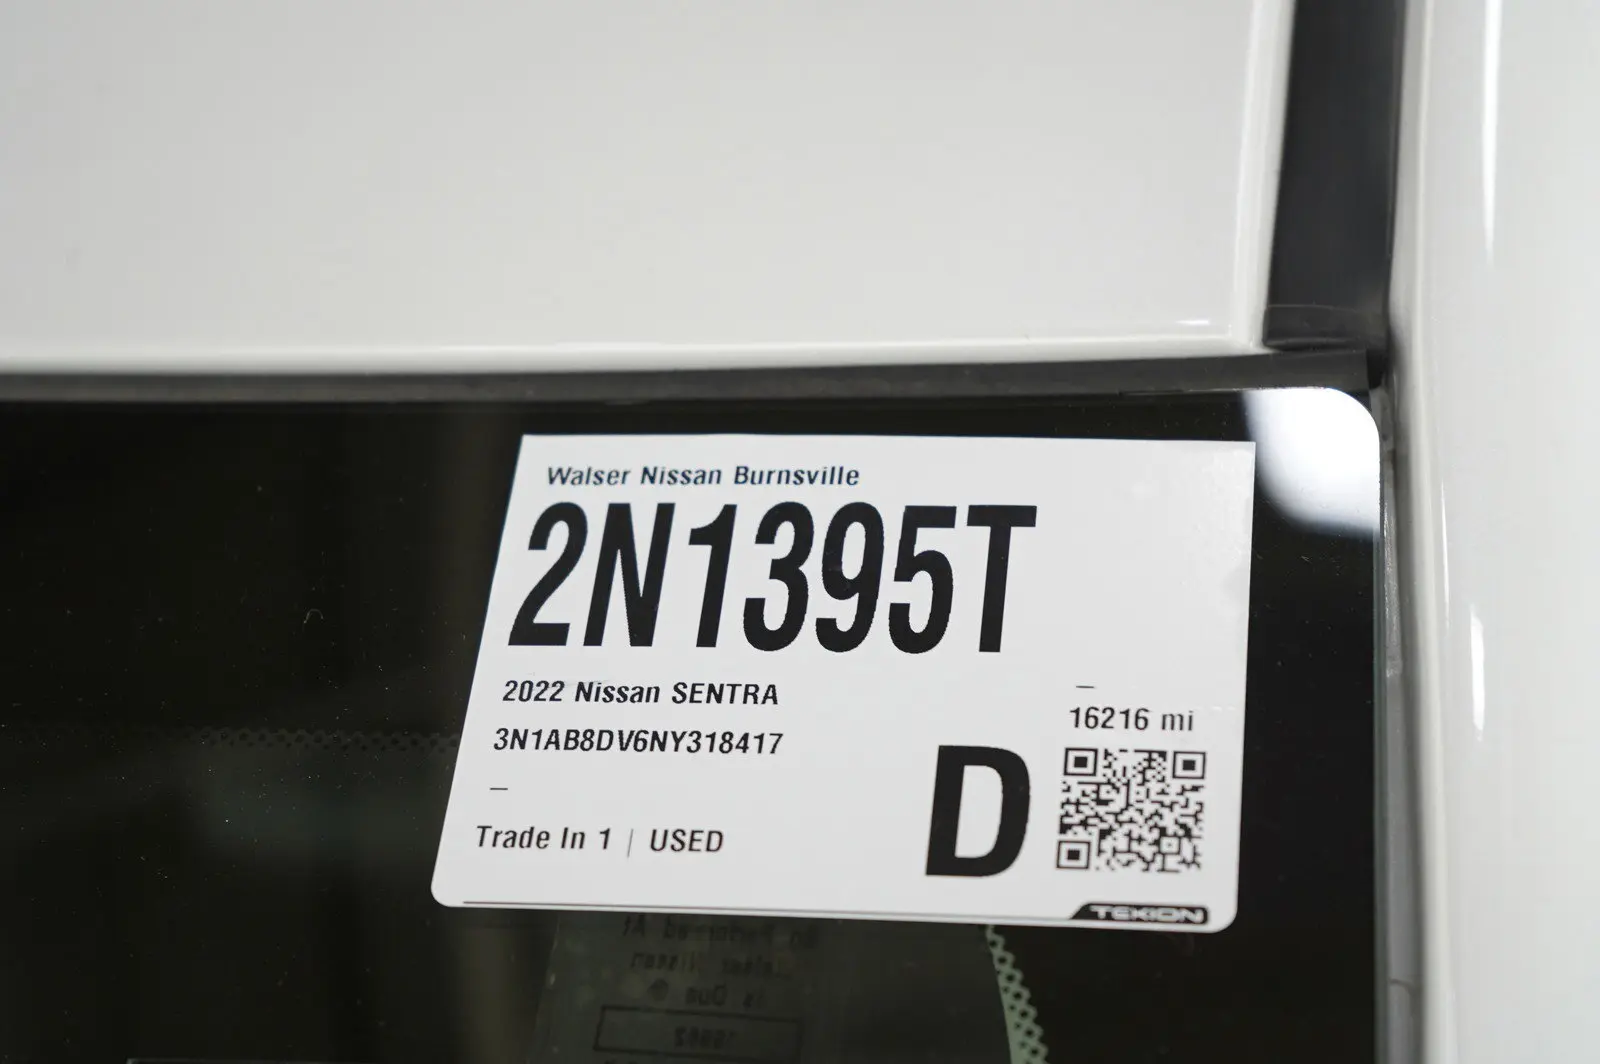 Walser Nissan Burnsville
2N1395T
2022 Nissan SENTRA
3N1AB8DV6NY318417
–
Trade In 1 | USED
–
16216 mi
D
TEKION